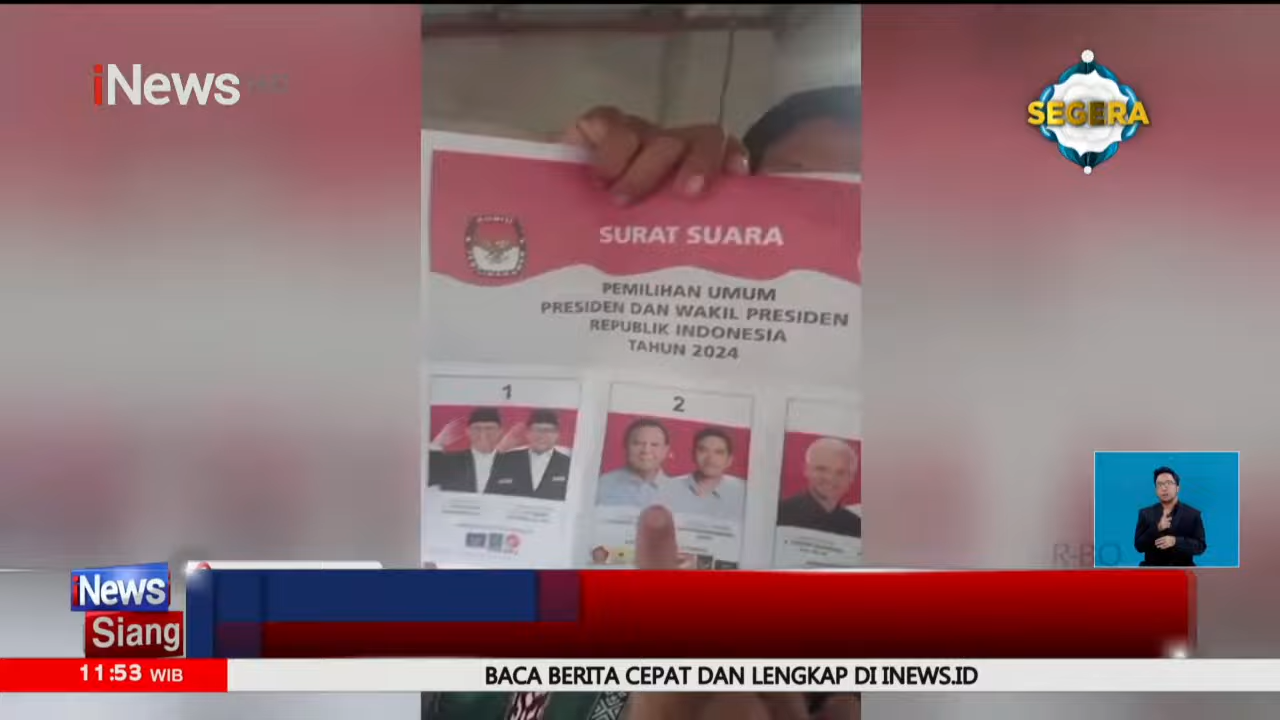 iNews
SEGERA
SURAT SUARA
PEMILIHAN UMUM
PRESIDEN DAN WAKIL PRESIDEN
REPUBLIK INDONESIA
TAHUN 2024
1
2
iNews
Siang
11:53 WIB
BACA BERITA CEPAT DAN LENGKAP DI INEWS.ID